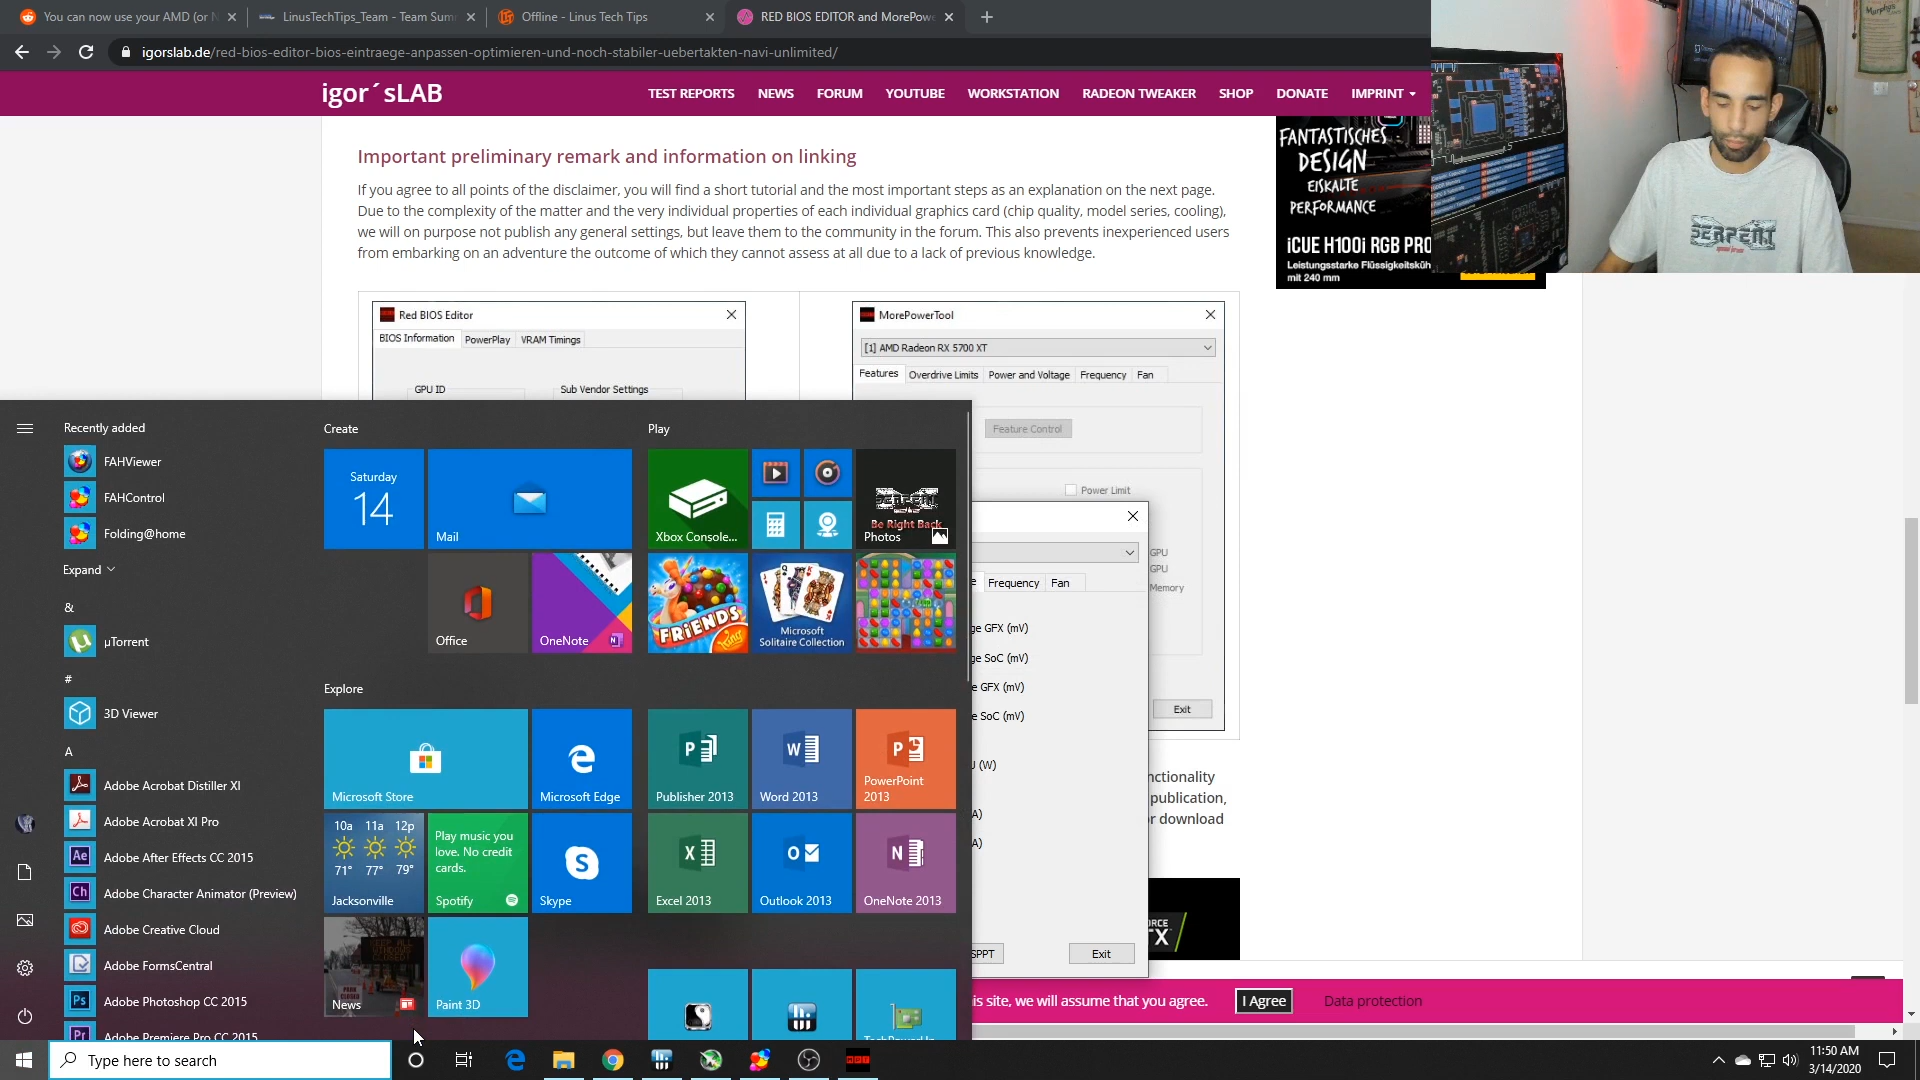 You can now use your AMD (or N
LinusTechTips_Team - Team Sum
Offline - Linus Tech Tips
RED BIOS EDITOR and MorePowe
igorslab.de/red-bios-editor-bios-eintraege-anpassen-optimieren-und-noch-stabiler-uebertakten-navi-unlimited/
igor´sLAB
TEST REPORTS
NEWS
FORUM
YOUTUBE
WORKSTATION
RADEON TWEAKER
SHOP
DONATE
IMPRINT
Important preliminary remark and information on linking
If you agree to all points of the disclaimer, you will find a short tutorial and the most important steps as an explanation on the next page.
Due to the complexity of the matter and the very individual properties of each individual graphics card (chip quality, model series, cooling),
we will on purpose not publish any general settings, but leave them to the community in the forum. This also prevents inexperienced users
from embarking on an adventure the outcome of which they cannot assess at all due to a lack of previous knowledge.
FANTASTISCHES
DESIGN
EISKALTE
PERFORMANCE
iCUE H100i RGB PRO
Leistungsstarke Flüssigkeitsküh
mit 240 mm
SERPENT
Red BIOS Editor
BIOS Information
PowerPlay
VRAM Timings
GPU ID
Sub Vendor Settings
MorePowerTool
[1] AMD Radeon RX 5700 XT
Features
Overdrive Limits
Power and Voltage
Frequency
Fan
Feature Control
Power Limit
GPU
GPU
Memory
Exit
e
Frequency
Fan
ge GFX (mV)
ge SoC (mV)
e GFX (mV)
e SoC (mV)
J (W)
A)
A)
SPPT
Exit
nctionality
publication,
or download
ORCE
TX
is site, we will assume that you agree.
I Agree
Data protection
Recently added
FAHViewer
FAHControl
Folding@home
Expand
&
µTorrent
#
3D Viewer
A
Adobe Acrobat Distiller XI
Adobe Acrobat XI Pro
Adobe After Effects CC 2015
Adobe Character Animator (Preview)
Adobe Creative Cloud
Adobe FormsCentral
Adobe Photoshop CC 2015
Adobe Premiere Pro CC 2015
Create
Saturday
14
Mail
Office
OneNote
Play
Xbox Console...
Be Right Back
Photos
FRIENDS
King
Microsoft
Solitaire Collection
Explore
Microsoft Store
Microsoft Edge
10a 11a 12p
71° 77° 79°
Jacksonville
Play music you
love. No credit
cards.
Spotify
Skype
News
Paint 3D
Publisher 2013
Word 2013
PowerPoint
2013
Excel 2013
Outlook 2013
OneNote 2013
TechPowerUp
Type here to search
11:50 AM
3/14/2020